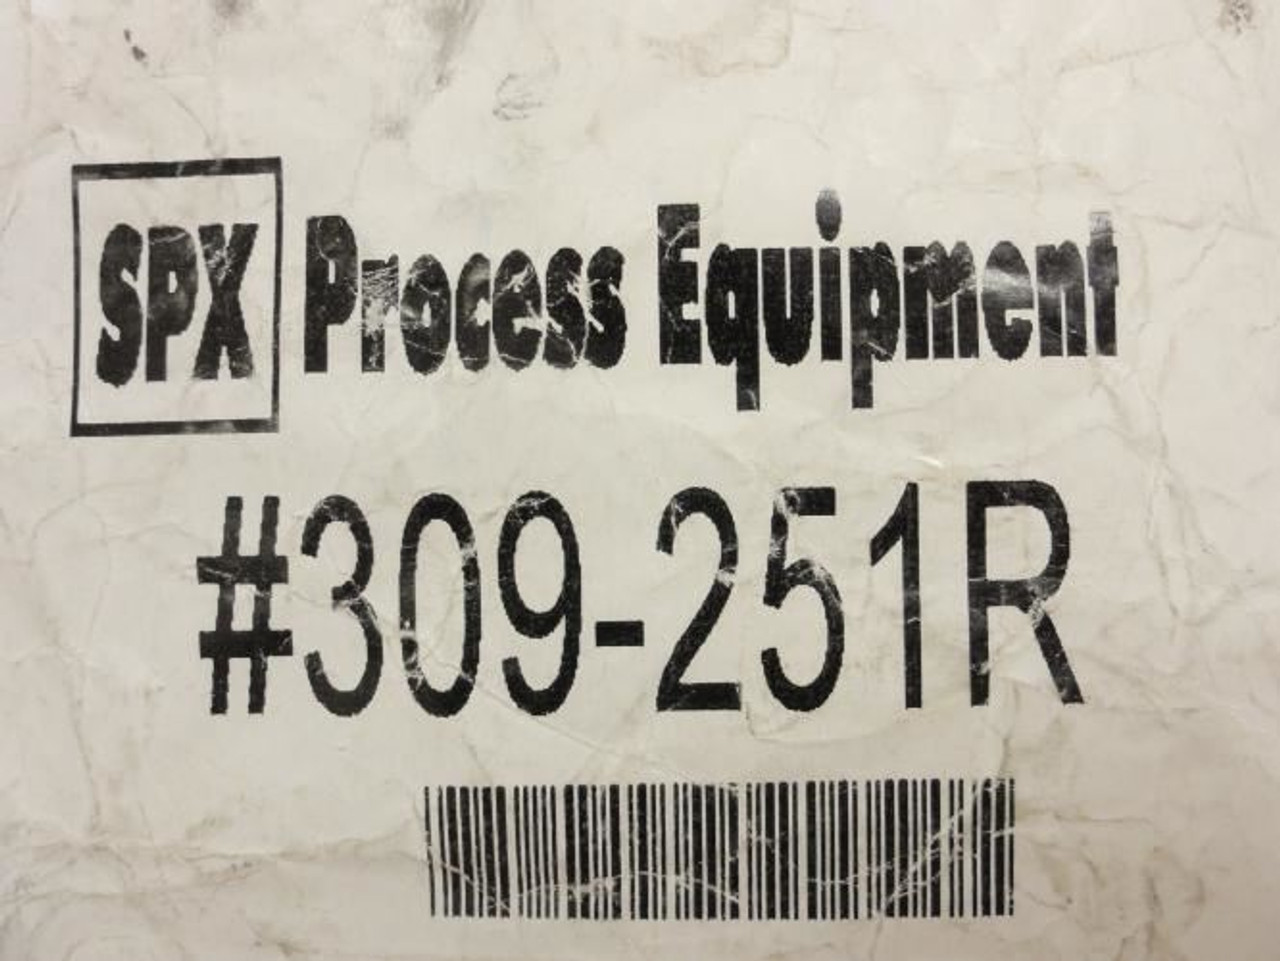 SPX Process Equipment
#309-251R